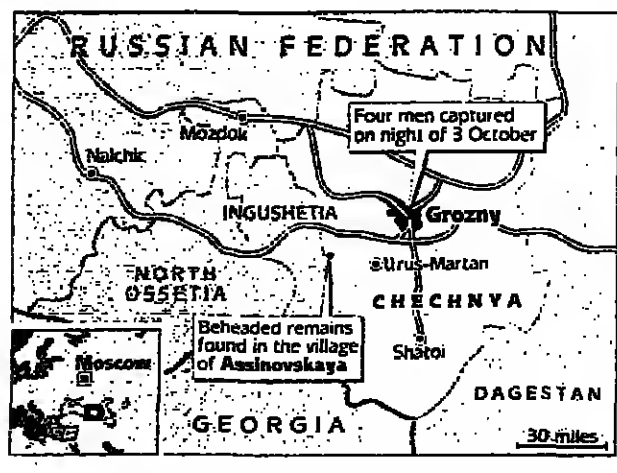 RUSSIAN FEDERATION
Four men captured
on night of 3 October
Mozdok
Nalchic
INGUSHETIA
Grozny
Urus-Martan
NORTH
OSSETIA
CHECHNYA
Beheaded remains
found in the village
of Assinovskaya
Shatoi
Moscow
DAGESTAN
GEORGIA
30 miles